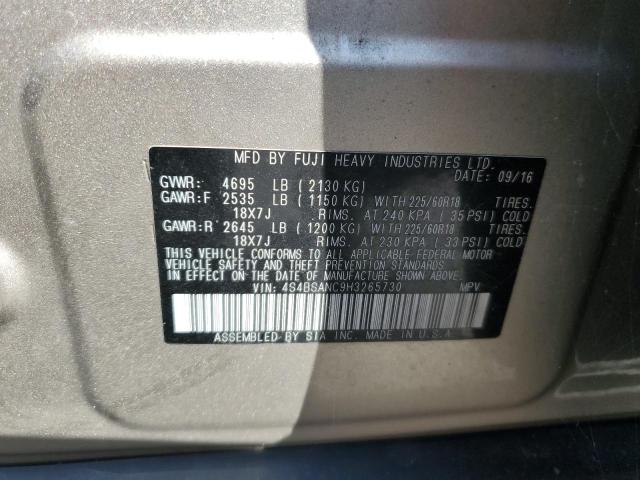 MFD BY FUJI HEAVY INDUSTRIES LTD.
DATE: 09/16
GVWR: 4695 LB (2130 KG)
GAWR: F 2535 LB (1150 KG) WITH 225/60R18 TIRES.
18X7J RIMS. AT 240 KPA (35 PSI) COLD
GAWR: R 2645 LB (1200 KG) WITH 225/60R18 TIRES.
18X7J RIMS. AT 230 KPA (33 PSI) COLD
THIS VEHICLE CONFORMS TO ALL APPLICABLE FEDERAL MOTOR
VEHICLE SAFETY AND THEFT PREVENTION STANDARDS
IN EFFECT ON THE DATE OF MANUFACTURE SHOWN ABOVE.
VIN: 4S4BSANC9H3265730 MPV
ASSEMBLED BY SIA INC. MADE IN U.S.A.